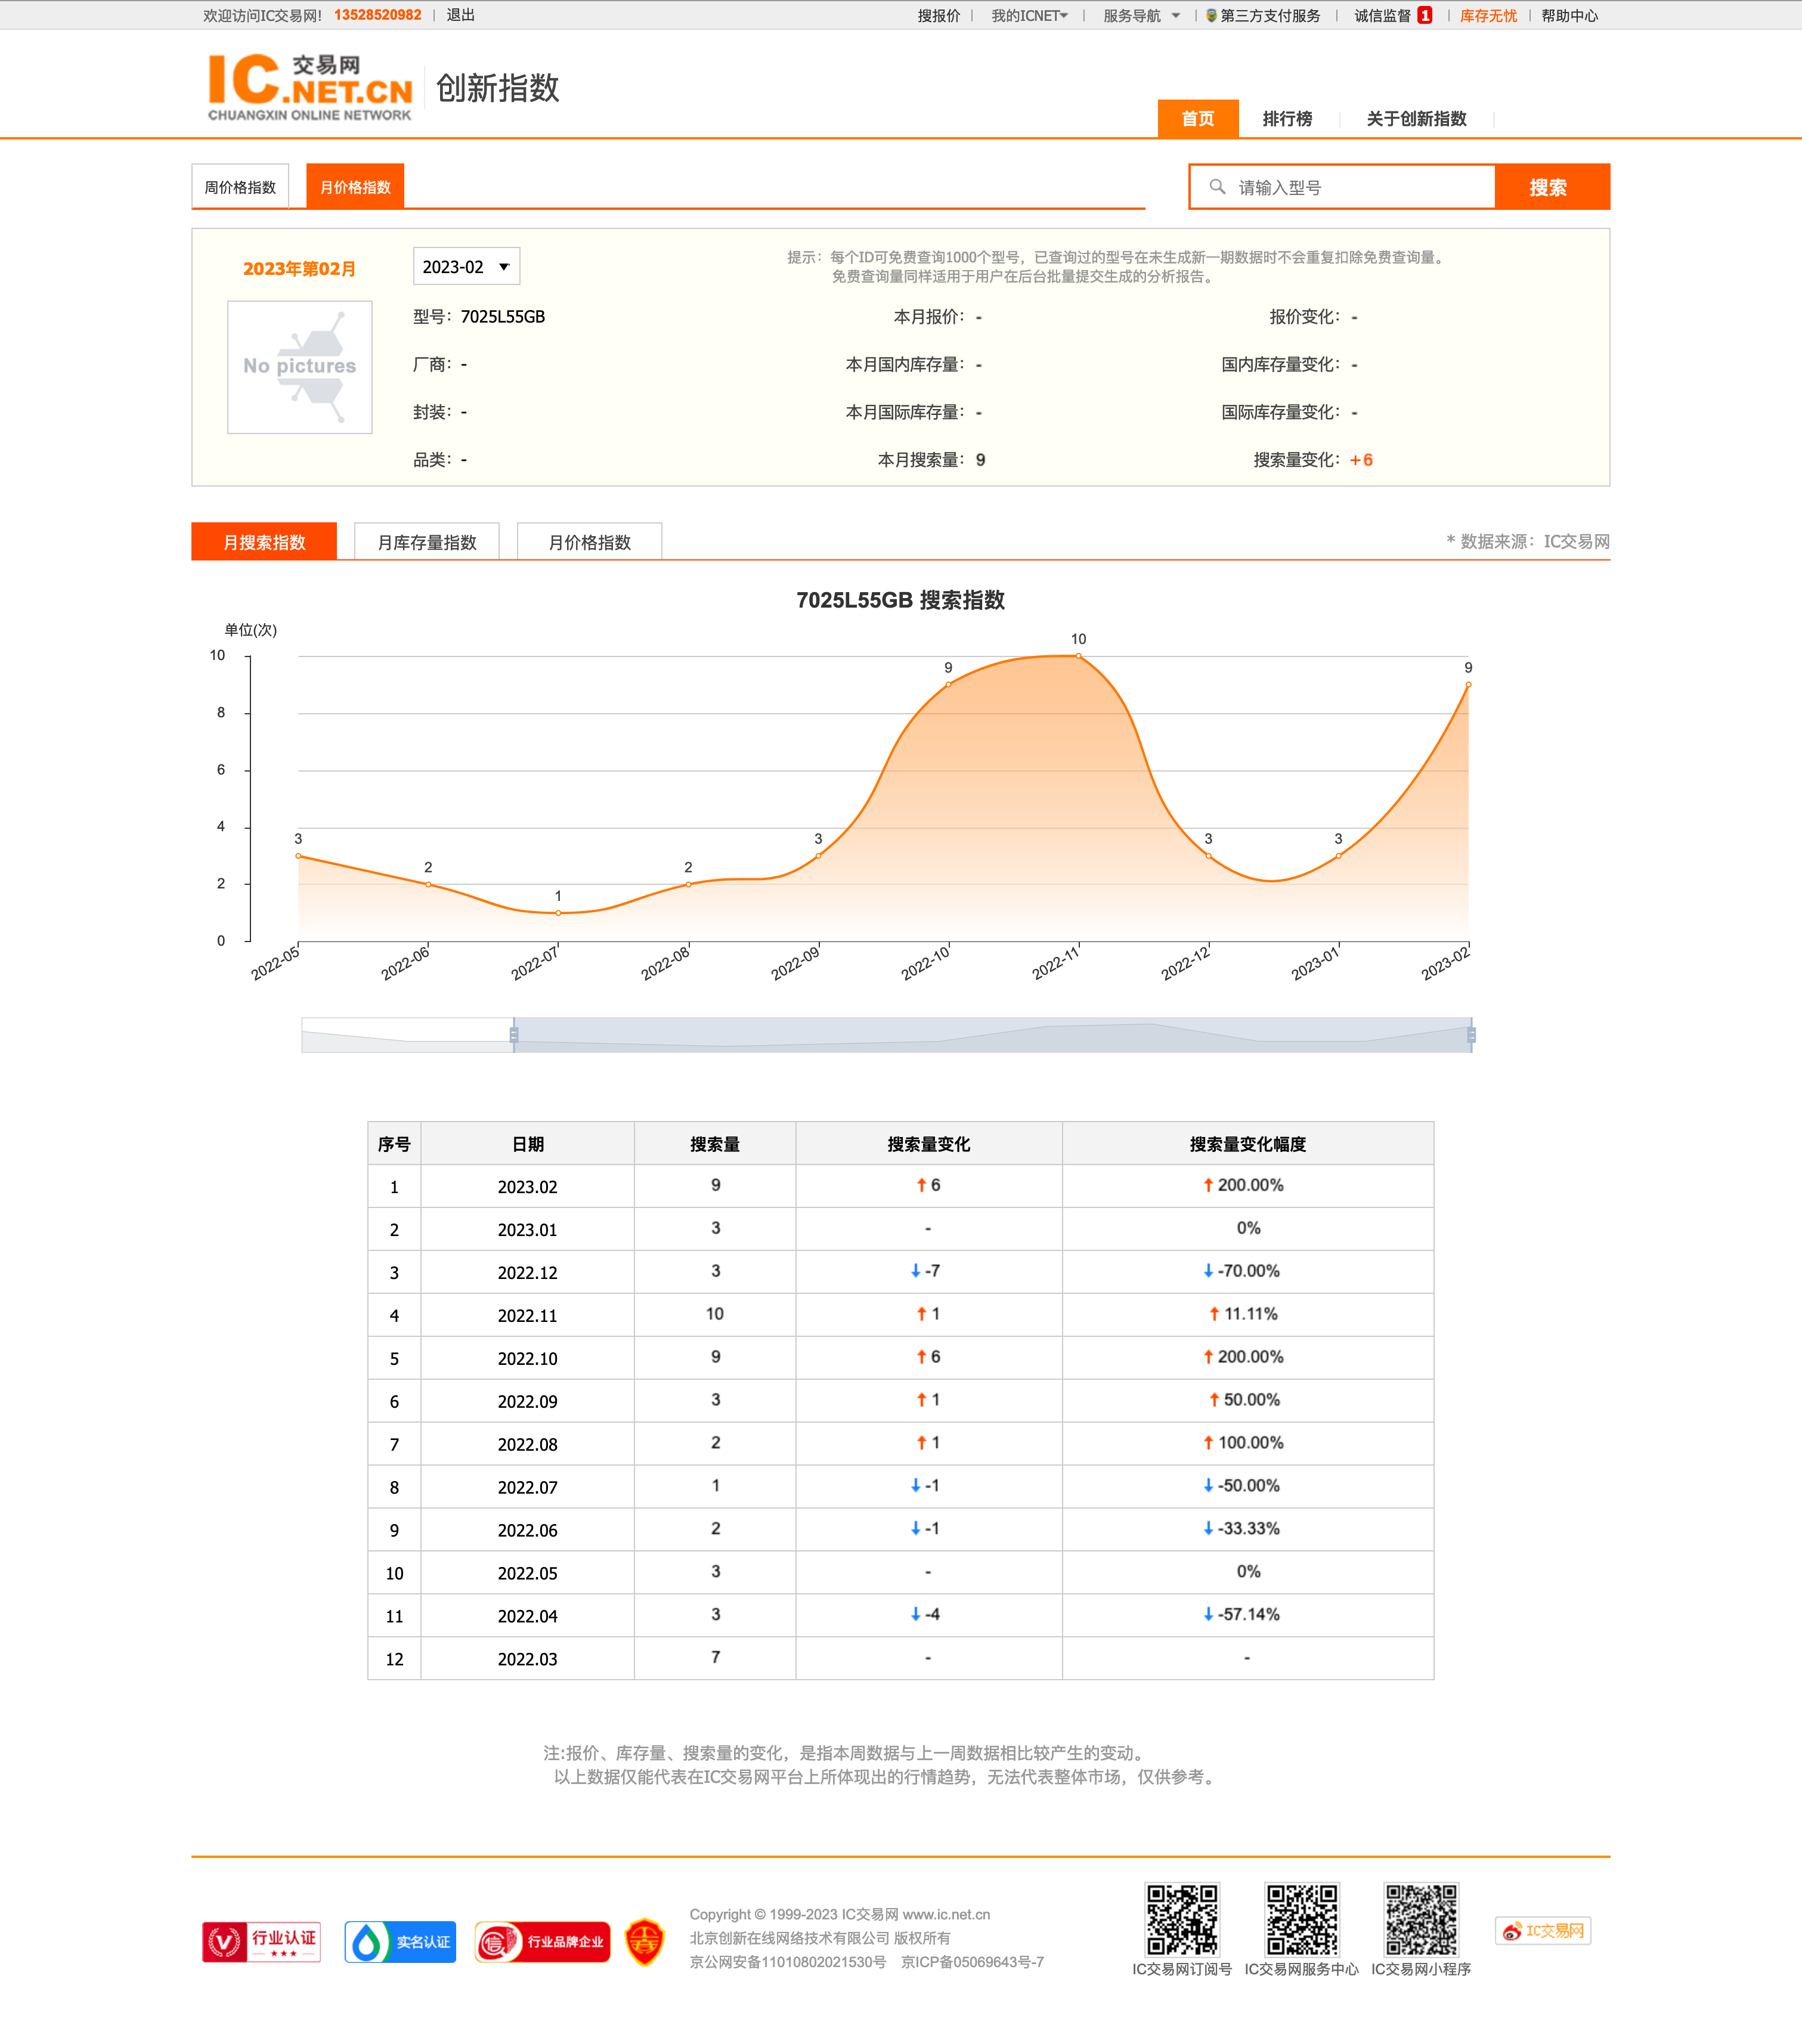 欢迎访问IC交易网! 13528520982 | 退出 搜报价 | 我的ICNET | 服务导航 | 第三方支付服务 | 诚信监督 1 | 库存无忧 | 帮助中心
IC 交易网
.NET.CN
CHUANGXIN ONLINE NETWORK
创新指数
首页 排行榜 关于创新指数
周价格指数 月价格指数 请输入型号 搜索
2023年第02月 2023-02
提示：每个ID可免费查询1000个型号，已查询过的型号在未生成新一期数据时不会重复扣除免费查询量。
免费查询量同样适用于用户在后台批量提交生成的分析报告。
No pictures
型号：7025L55GB 本月报价：- 报价变化：-
厂商：- 本月国内库存量：- 国内库存量变化：-
封装：- 本月国际库存量：- 国际库存量变化：-
品类：- 本月搜索量：9 搜索量变化：+6
月搜索指数 月库存量指数 月价格指数 * 数据来源：IC交易网
7025L55GB 搜索指数
单位(次)
10
8
6
4
2
0
3 2 1 2 3 9 10 3 3 9
2022-05 2022-06 2022-07 2022-08 2022-09 2022-10 2022-11 2022-12 2023-01 2023-02
序号 日期 搜索量 搜索量变化 搜索量变化幅度
1 2023.02 9 ↑ 6 ↑ 200.00%
2 2023.01 3 - 0%
3 2022.12 3 ↓ -7 ↓ -70.00%
4 2022.11 10 ↑ 1 ↑ 11.11%
5 2022.10 9 ↑ 6 ↑ 200.00%
6 2022.09 3 ↑ 1 ↑ 50.00%
7 2022.08 2 ↑ 1 ↑ 100.00%
8 2022.07 1 ↓ -1 ↓ -50.00%
9 2022.06 2 ↓ -1 ↓ -33.33%
10 2022.05 3 - 0%
11 2022.04 3 ↓ -4 ↓ -57.14%
12 2022.03 7 - -
注:报价、库存量、搜索量的变化，是指本周数据与上一周数据相比较产生的变动。
以上数据仅能代表在IC交易网平台上所体现出的行情趋势，无法代表整体市场，仅供参考。
V 行业认证
实名认证
信 行业品牌企业
Copyright © 1999-2023 IC交易网 www.ic.net.cn
北京创新在线网络技术有限公司 版权所有
京公网安备11010802021530号 京ICP备05069643号-7
IC交易网订阅号 IC交易网服务中心 IC交易网小程序
IC交易网